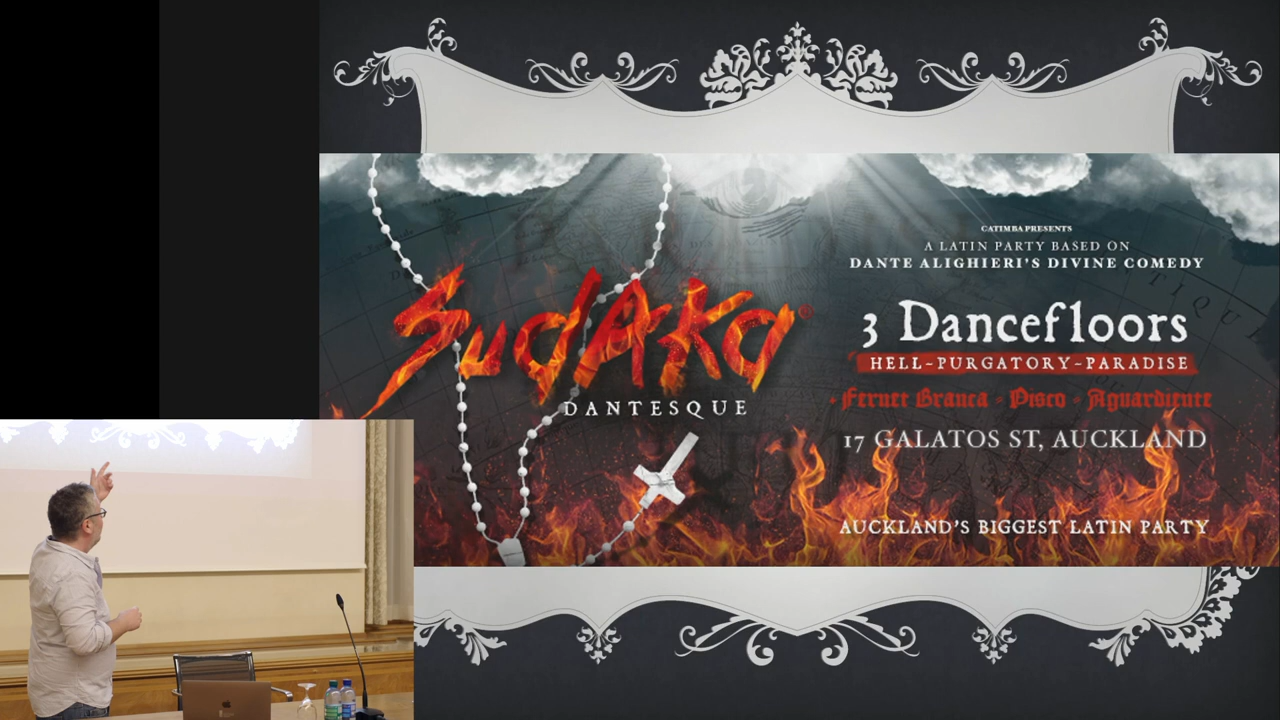 CATIMBA PRESENTS
A LATIN PARTY BASED ON
DANTE ALIGHIERI'S DIVINE COMEDY
SudAka®
DANTESQUE
3 Dancefloors
HELL-PURGATORY-PARADISE
Fernet Branca - Pisco - Aguardiente
17 GALATOS ST, AUCKLAND
AUCKLAND'S BIGGEST LATIN PARTY